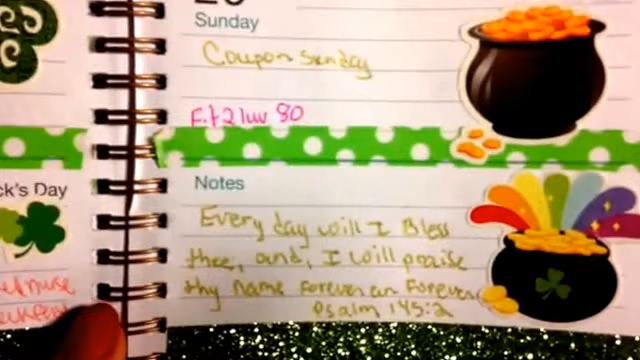 Sunday
Coupon Sunday
Fit2luv 80
ck's Day
Notes
Every day will I Bless
thee, and, I will praise
thy name Forever an Forever
Psalm 145:2